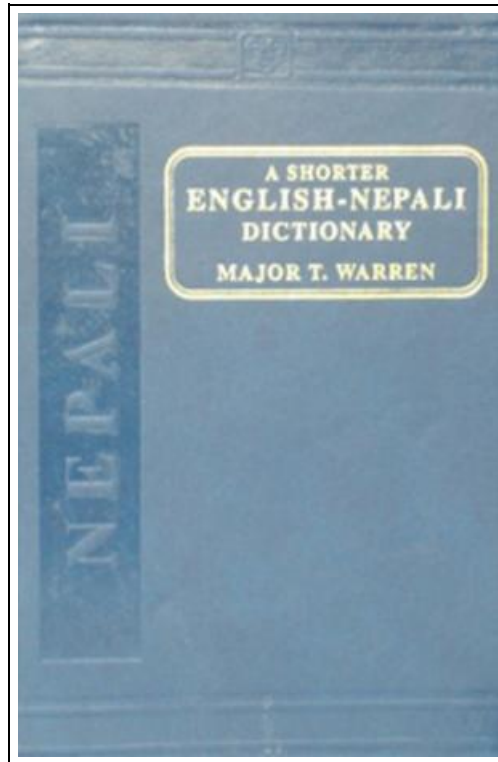 A SHORTER
ENGLISH-NEPALI
DICTIONARY
MAJOR T. WARREN
NEPALI